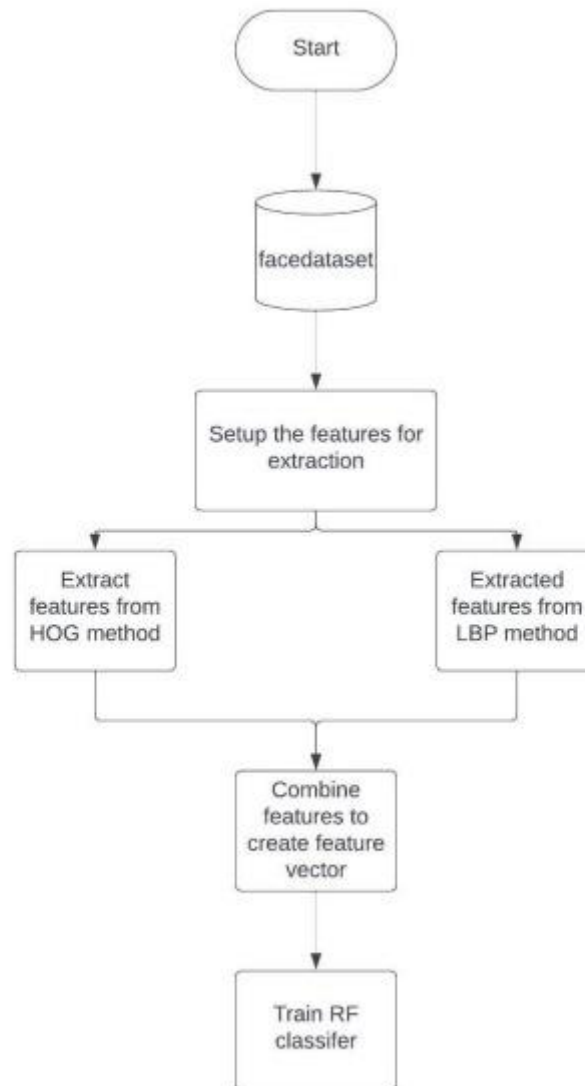 Start
facedataset
Setup the features for
extraction
Extract
features from
HOG method
Extracted
features from
LBP method
Combine
features to
create feature
vector
Train RF
classifer